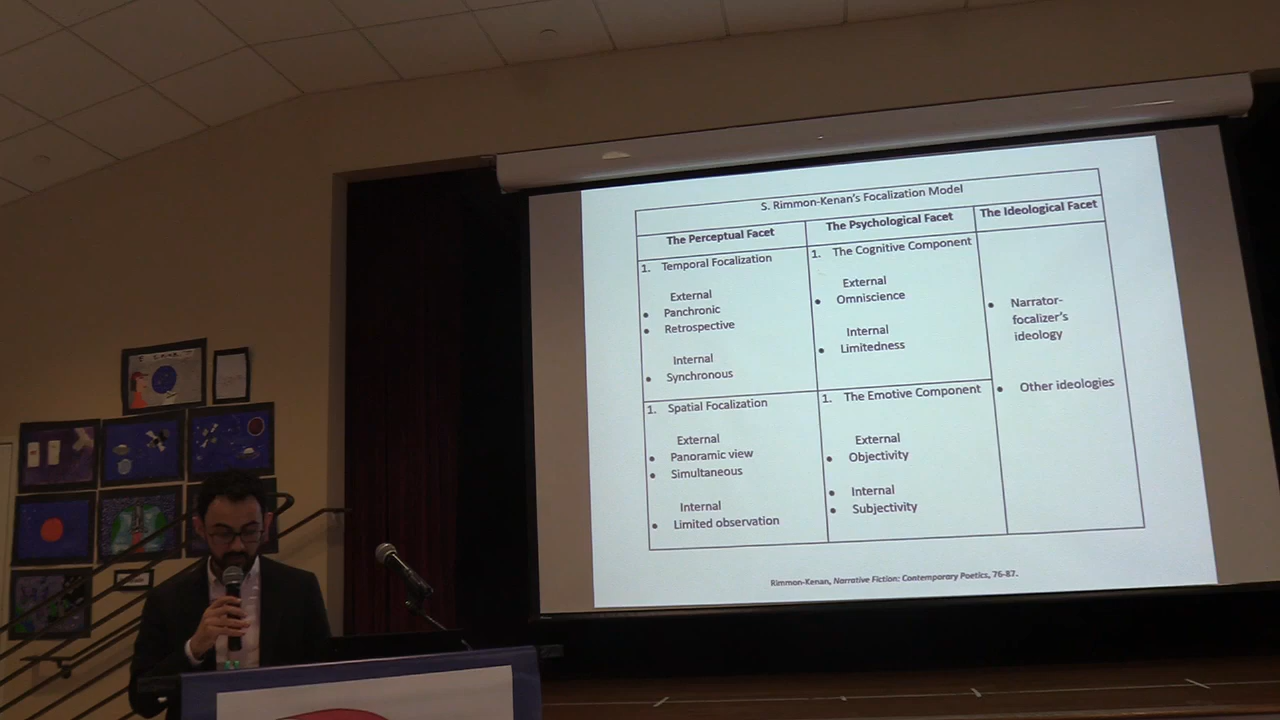 S. Rimmon-Kenan's Focalization Model
The Perceptual Facet
The Psychological Facet
The Ideological Facet
1. Temporal Focalization
External
• Panchronic
• Retrospective
Internal
• Synchronous
1. The Cognitive Component
External
• Omniscience
Internal
• Limitedness
• Narrator-
focalizer's
ideology
• Other ideologies
1. Spatial Focalization
External
• Panoramic view
• Simultaneous
Internal
• Limited observation
1. The Emotive Component
External
• Objectivity
• Internal
• Subjectivity
Rimmon-Kenan, Narrative Fiction: Contemporary Poetics, 76-87.